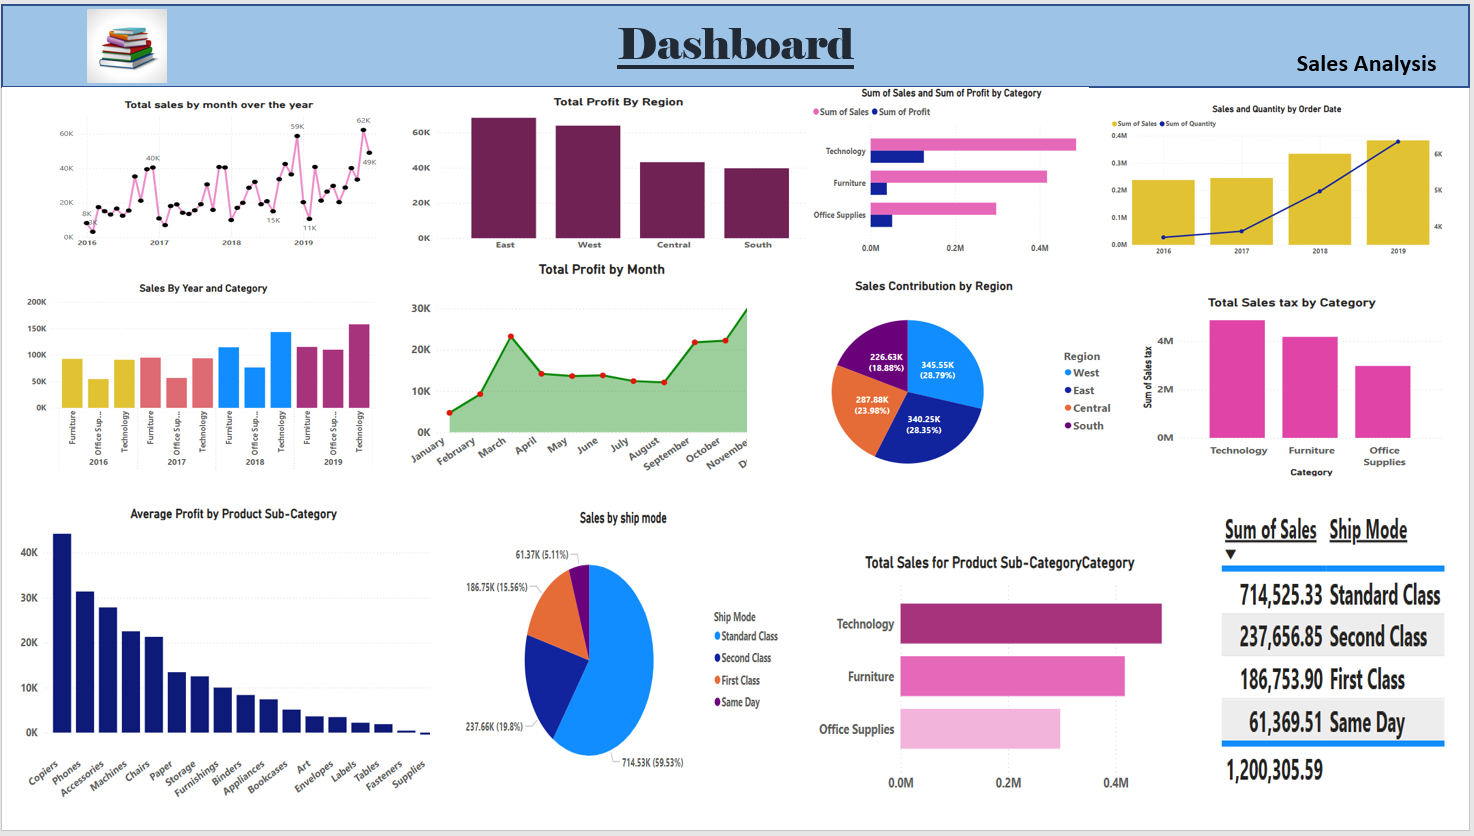 Dashboard
Sales Analysis
Total sales by month over the year
60K
40K
20K
0K
8K
40K
59K
15K
11K
62K
49K
2016
2017
2018
2019
Total Profit By Region
60K
40K
20K
0K
East
West
Central
South
Sum of Sales and Sum of Profit by Category
Sum of Sales
Sum of Profit
Technology
Furniture
Office Supplies
0.0M
0.2M
0.4M
Sales and Quantity by Order Date
Sum of Sales
Sum of Quantity
0.4M
0.3M
0.2M
0.1M
0.0M
6K
5K
4K
2016
2017
2018
2019
Sales By Year and Category
200K
150K
100K
50K
0K
Furniture
Office Sup...
Technology
Furniture
Office Sup...
Technology
Furniture
Office Sup...
Technology
Furniture
Office Sup...
Technology
2016
2017
2018
2019
Total Profit by Month
30K
20K
10K
0K
January
February
March
April
May
June
July
August
September
October
Novembe
D
Sales Contribution by Region
226.63K
(18.88%)
345.55K
(28.79%)
287.88K
(23.98%)
340.25K
(28.35%)
Region
West
East
Central
South
Total Sales tax by Category
Sum of Sales tax
4M
2M
0M
Technology
Furniture
Office
Supplies
Category
Average Profit by Product Sub-Category
40K
30K
20K
10K
0K
Copiers
Phones
Accessories
Machines
Chairs
Paper
Storage
Furnishings
Binders
Appliances
Bookcases
Art
Envelopes
Labels
Tables
Fasteners
Supplies
Sales by ship mode
61.37K (5.11%)
186.75K (15.56%)
237.66K (19.8%)
714.53K (59.53%)
Ship Mode
Standard Class
Second Class
First Class
Same Day
Total Sales for Product Sub-CategoryCategory
Technology
Furniture
Office Supplies
0.0M
0.2M
0.4M
Sum of Sales Ship Mode
714,525.33 Standard Class
237,656.85 Second Class
186,753.90 First Class
61,369.51 Same Day
1,200,305.59